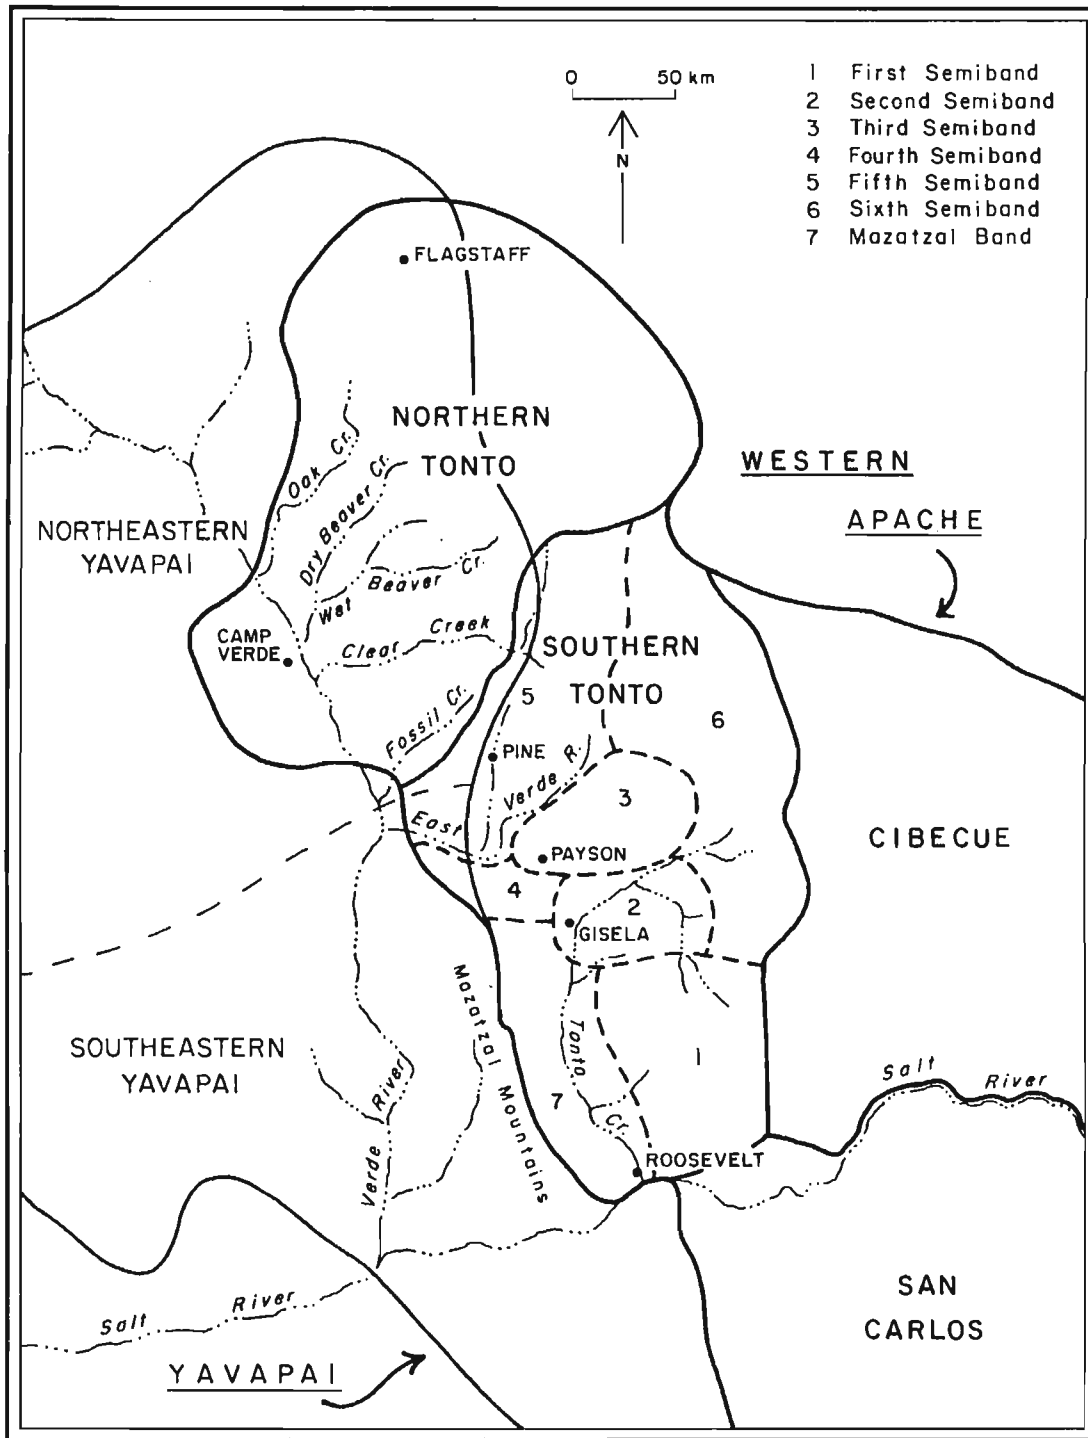 0 50 km
N
1 First Semiband
2 Second Semiband
3 Third Semiband
4 Fourth Semiband
5 Fifth Semiband
6 Sixth Semiband
7 Mazatzal Band
FLAGSTAFF
NORTHERN
TONTO
WESTERN
APACHE
Oak Cr.
Dry Beaver Cr.
Wet Beaver Cr.
NORTHEASTERN
YAVAPAI
CAMP
VERDE
Clear Creek
SOUTHERN
TONTO
Fossil Cr.
5
6
PINE
East Verde R.
3
PAYSON
CIBECUE
4
2
GISELA
Mazatzal Mountains
Tonto Cr.
SOUTHEASTERN
YAVAPAI
Verde River
1
7
Salt River
ROOSEVELT
SAN
CARLOS
Salt River
YAVAPAI